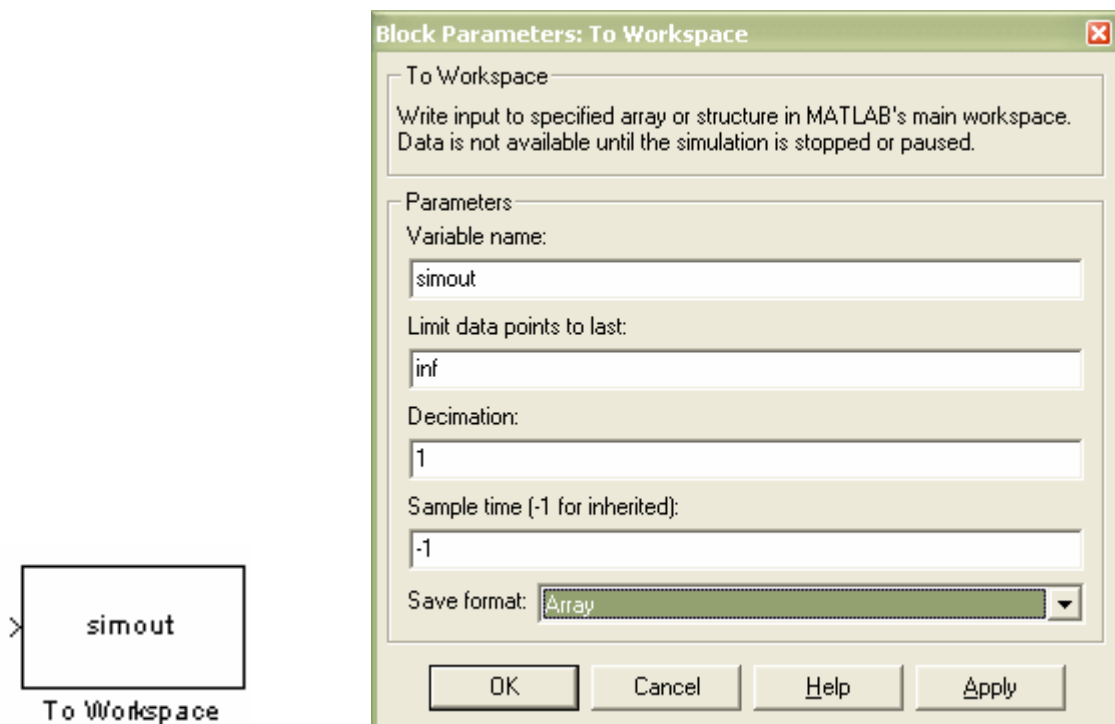 simout
To Workspace
Block Parameters: To Workspace
To Workspace
Write input to specified array or structure in MATLAB's main workspace.
Data is not available until the simulation is stopped or paused.
Parameters
Variable name:
simout
Limit data points to last:
inf
Decimation:
1
Sample time (-1 for inherited):
-1
Save format: Array
OK Cancel Help Apply